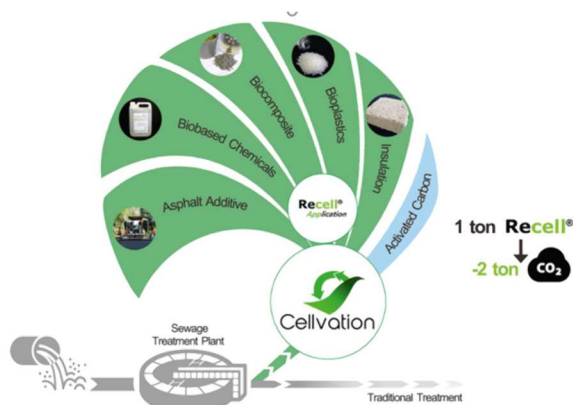 Asphalt Additive
Biobased Chemicals
Biocomposite
Bioplastics
Insulation
Activated Carbon
Recell®
Application
Cellvation
1 ton Recell®
-2 ton CO₂
Sewage
Treatment Plant
Traditional Treatment